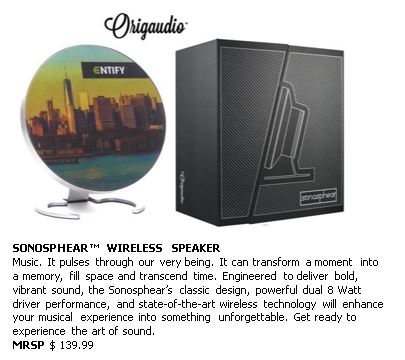 Origaudio™
ENTIFY
Origaudio
sonosphear
SONOSPHEAR™ WIRELESS SPEAKER
Music. It pulses through our very being. It can transform a moment into
a memory, fill space and transcend time. Engineered to deliver bold,
vibrant sound, the Sonosphear's classic design, powerful dual 8 Watt
driver performance, and state-of-the-art wireless technology will enhance
your musical experience into something unforgettable. Get ready to
experience the art of sound.
MRSP $ 139.99